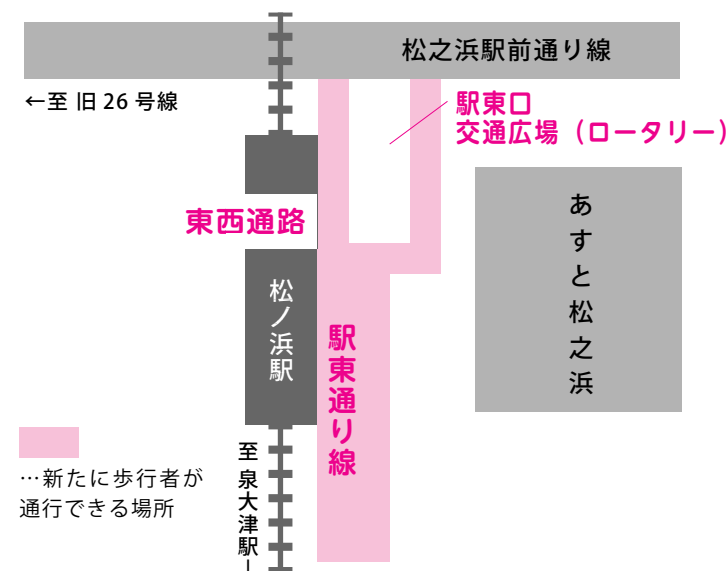 松之浜駅前通り線
←至 旧26号線
駅東口
交通広場（ロータリー）
東西通路
あすと松之浜
松ノ浜駅
駅東通り線
…新たに歩行者が
通行できる場所
至 泉大津駅